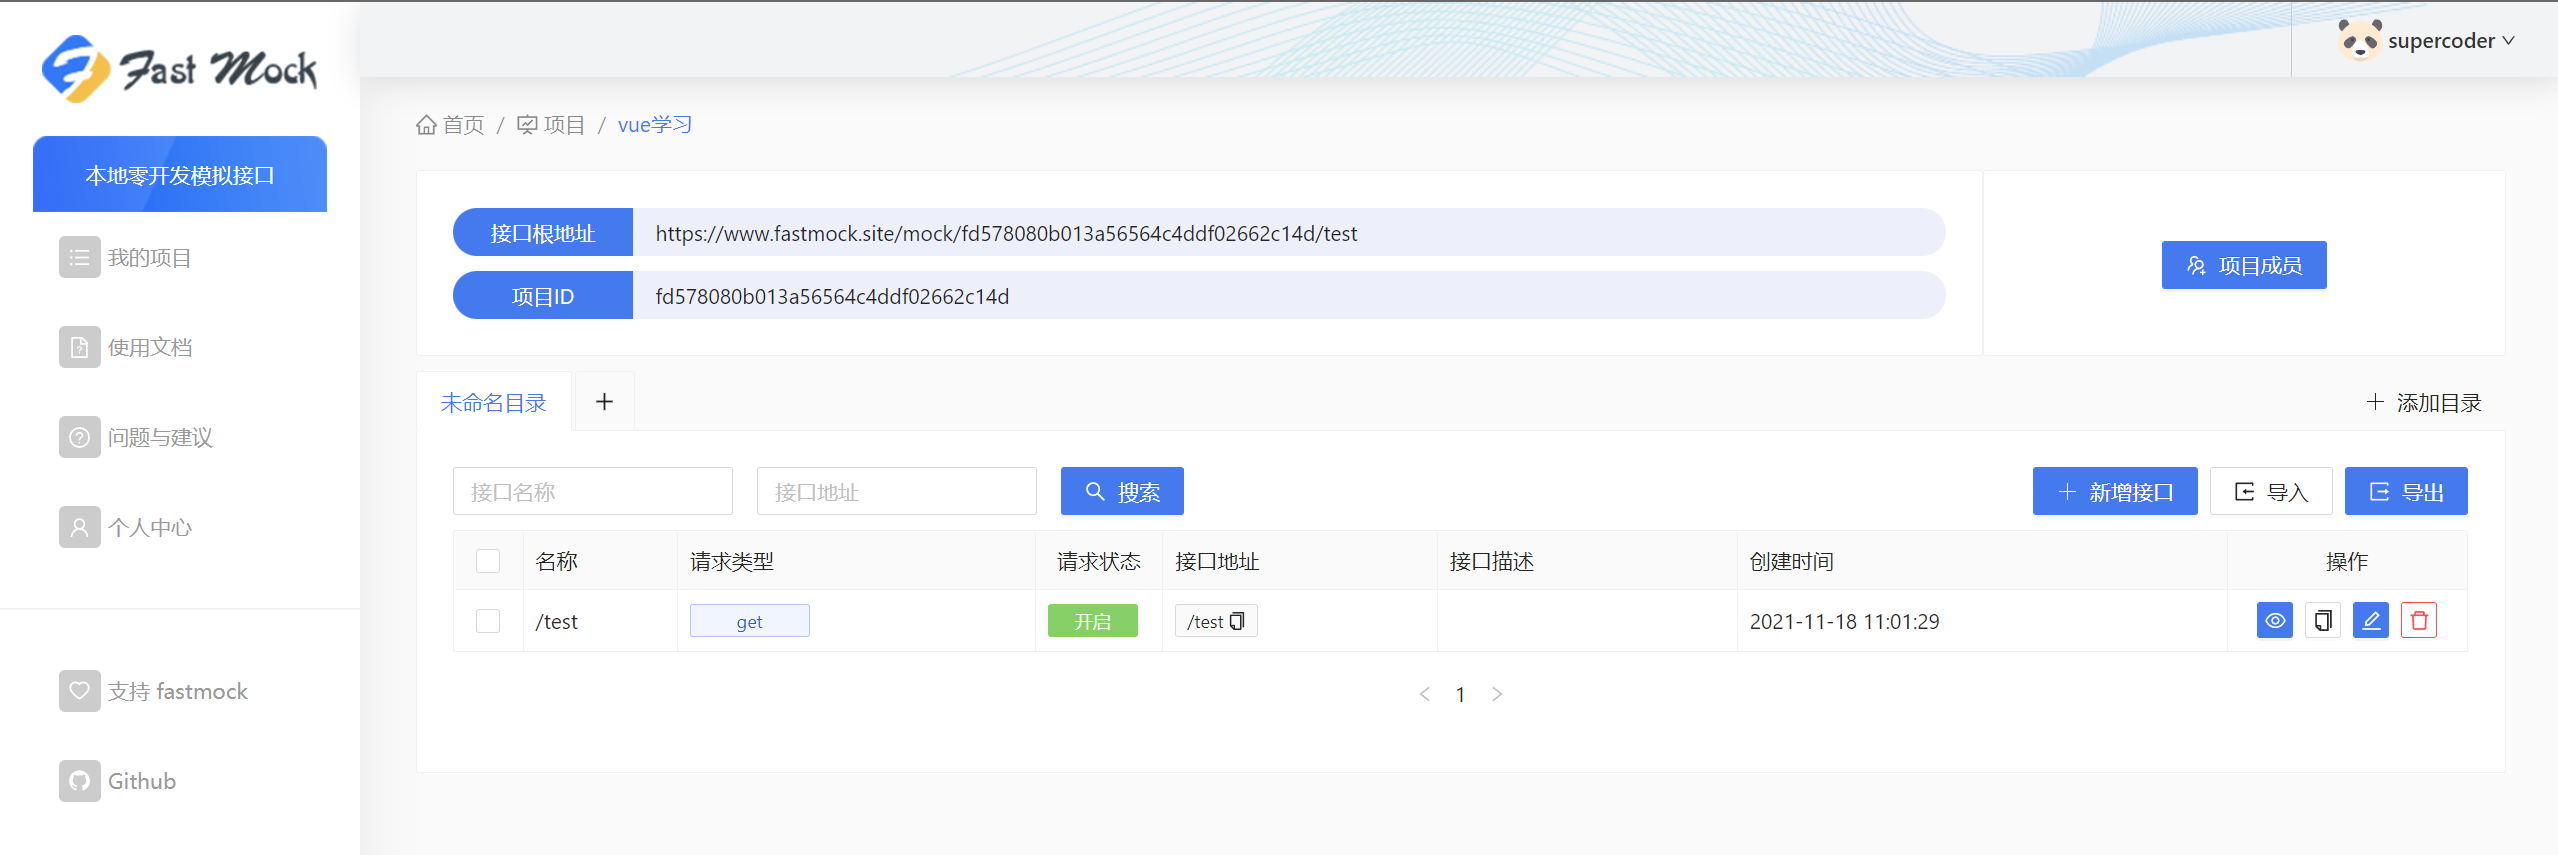 Fast Mock
supercoder
本地零开发模拟接口
我的项目
使用文档
问题与建议
个人中心
支持 fastmock
Github
首页 / 项目 / vue学习
接口根地址 https://www.fastmock.site/mock/fd578080b013a56564c4ddf02662c14d/test
项目ID fd578080b013a56564c4ddf02662c14d
项目成员
未命名目录 +
+ 添加目录
接口名称 接口地址 搜索 + 新增接口 导入 导出
名称 请求类型 请求状态 接口地址 接口描述 创建时间 操作
/test get 开启 /test 2021-11-18 11:01:29
< 1 >